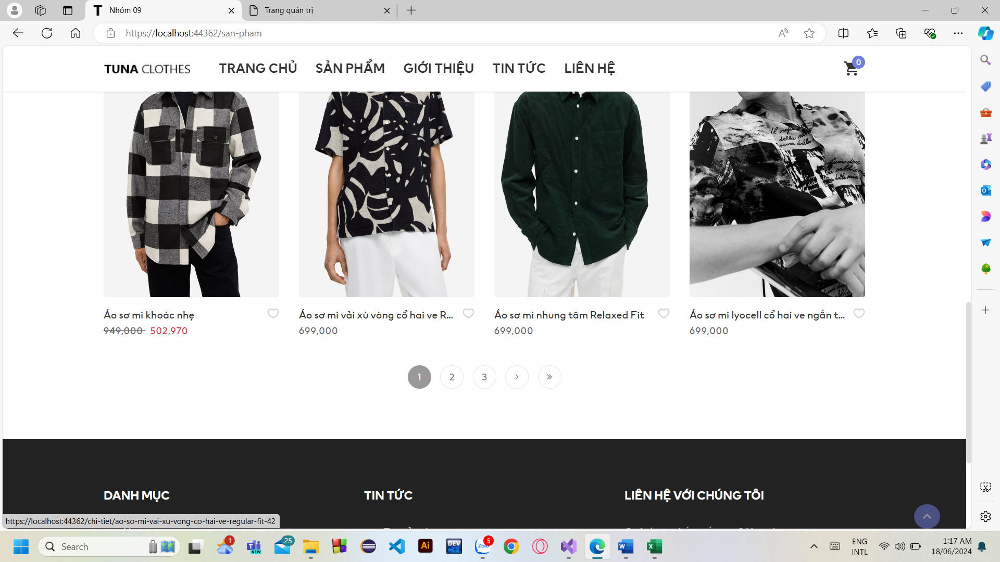 Nhóm 09
Trang quản trị
https://localhost:44362/san-pham
TUNA CLOTHES
TRANG CHỦ
SẢN PHẨM
GIỚI THIỆU
TIN TỨC
LIÊN HỆ
0
Áo sơ mi khoác nhẹ
949,000 502,970
Áo sơ mi vải xù vòng cổ hai ve R...
699,000
Áo sơ mi nhung tăm Relaxed Fit
699,000
Áo sơ mi lyocell cổ hai ve ngắn t...
699,000
1 2 3 › »
DANH MỤC
TIN TỨC
LIÊN HỆ VỚI CHÚNG TÔI
https://localhost:44362/chi-tiet/ao-so-mi-vai-xu-vong-co-hai-ve-regular-fit-42
Search
1
NEW
25
Ai
DEV
C++
Zalo
5
ENG
INTL
1:17 AM
18/06/2024